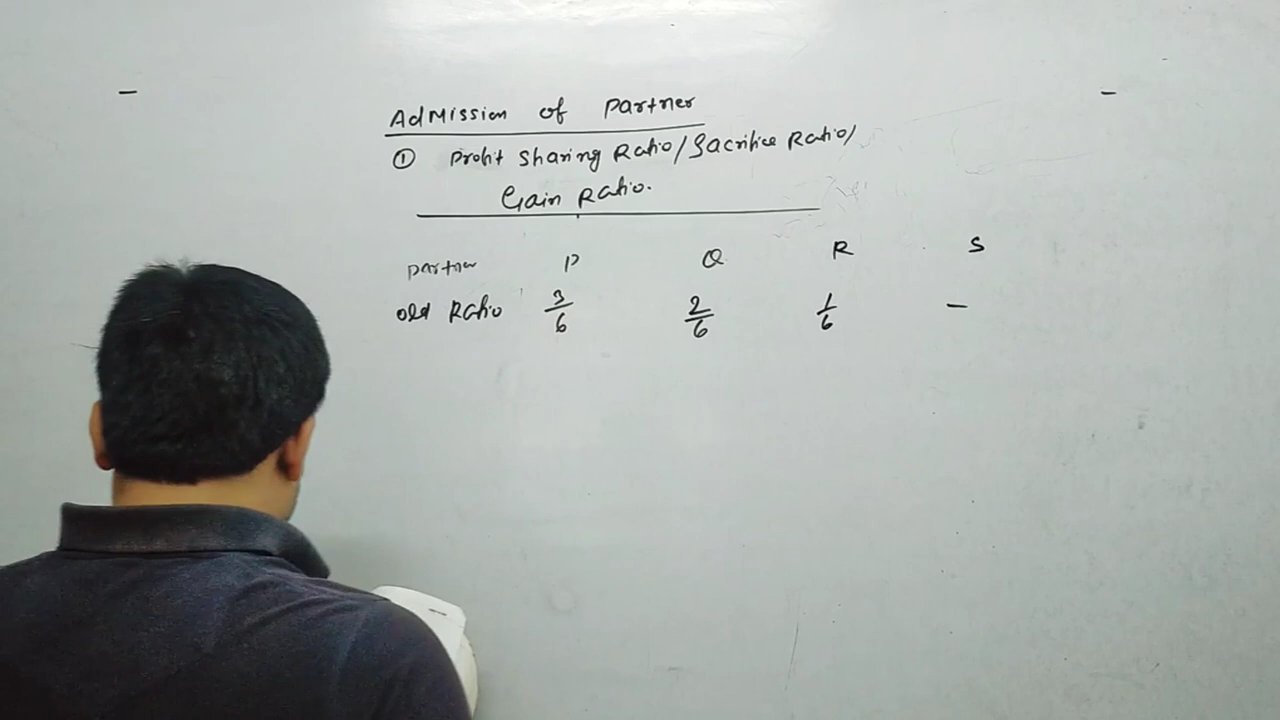 Admission of Partner
① Profit Sharing Ratio/Sacrifice Ratio/
Gain Ratio.
Partner P Q R S
Old Ratio 3/6 2/6 1/6 –